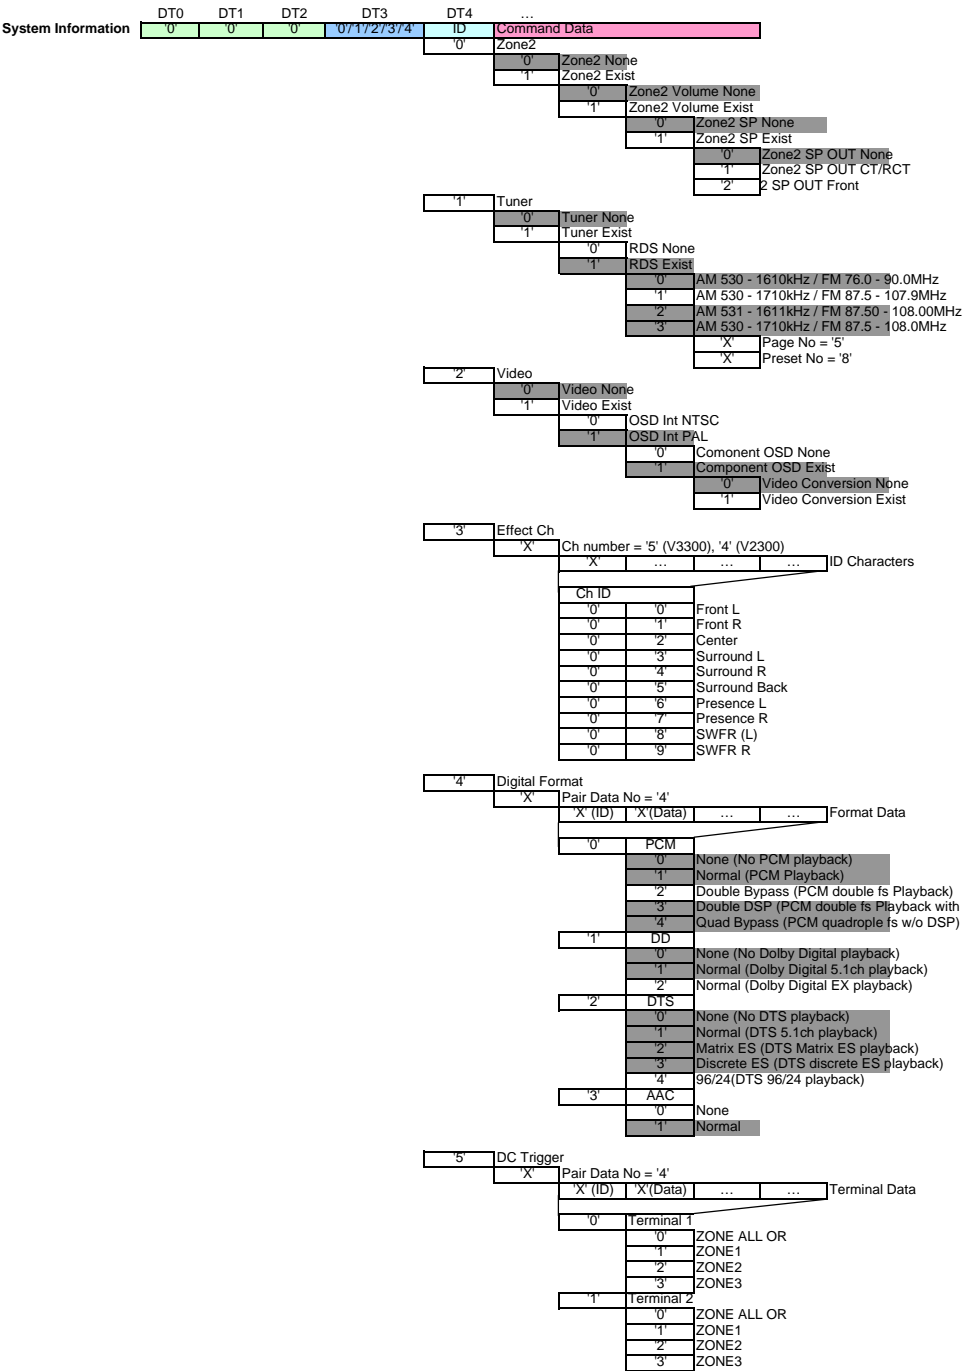 DT0 DT1 DT2 DT3 DT4 …
System Information '0' '0' '0' '0'/'1'/'2'/'3'/'4' ID Command Data
'0' Zone2
'0' Zone2 None
'1' Zone2 Exist
'0' Zone2 Volume None
'1' Zone2 Volume Exist
'0' Zone2 SP None
'1' Zone2 SP Exist
'0' Zone2 SP OUT None
'1' Zone2 SP OUT CT/RCT
'2' 2 SP OUT Front
'1' Tuner
'0' Tuner None
'1' Tuner Exist
'0' RDS None
'1' RDS Exist
'0' AM 530 - 1610kHz / FM 76.0 - 90.0MHz
'1' AM 530 - 1710kHz / FM 87.5 - 107.9MHz
'2' AM 531 - 1611kHz / FM 87.50 - 108.00MHz
'3' AM 530 - 1710kHz / FM 87.5 - 108.0MHz
'X' Page No = '5'
'X' Preset No = '8'
'2' Video
'0' Video None
'1' Video Exist
'0' OSD Int NTSC
'1' OSD Int PAL
'0' Comonent OSD None
'1' Component OSD Exist
'0' Video Conversion None
'1' Video Conversion Exist
'3' Effect Ch
'X' Ch number = '5' (V3300), '4' (V2300)
'X' … … … ID Characters
Ch ID
'0' '0' Front L
'0' '1' Front R
'0' '2' Center
'0' '3' Surround L
'0' '4' Surround R
'0' '5' Surround Back
'0' '6' Presence L
'0' '7' Presence R
'0' '8' SWFR (L)
'0' '9' SWFR R
'4' Digital Format
'X' Pair Data No = '4'
'X' (ID) 'X'(Data) … … Format Data
'0' PCM
'0' None (No PCM playback)
'1' Normal (PCM Playback)
'2' Double Bypass (PCM double fs Playback)
'3' Double DSP (PCM double fs Playback with
'4' Quad Bypass (PCM quadrople fs w/o DSP)
'1' DD
'0' None (No Dolby Digital playback)
'1' Normal (Dolby Digital 5.1ch playback)
'2' Normal (Dolby Digital EX playback)
'2' DTS
'0' None (No DTS playback)
'1' Normal (DTS 5.1ch playback)
'2' Matrix ES (DTS Matrix ES playback)
'3' Discrete ES (DTS discrete ES playback)
'4' 96/24(DTS 96/24 playback)
'3' AAC
'0' None
'1' Normal
'5' DC Trigger
'X' Pair Data No = '4'
'X' (ID) 'X'(Data) … … Terminal Data
'0' Terminal 1
'0' ZONE ALL OR
'1' ZONE1
'2' ZONE2
'3' ZONE3
'1' Terminal 2
'0' ZONE ALL OR
'1' ZONE1
'2' ZONE2
'3' ZONE3